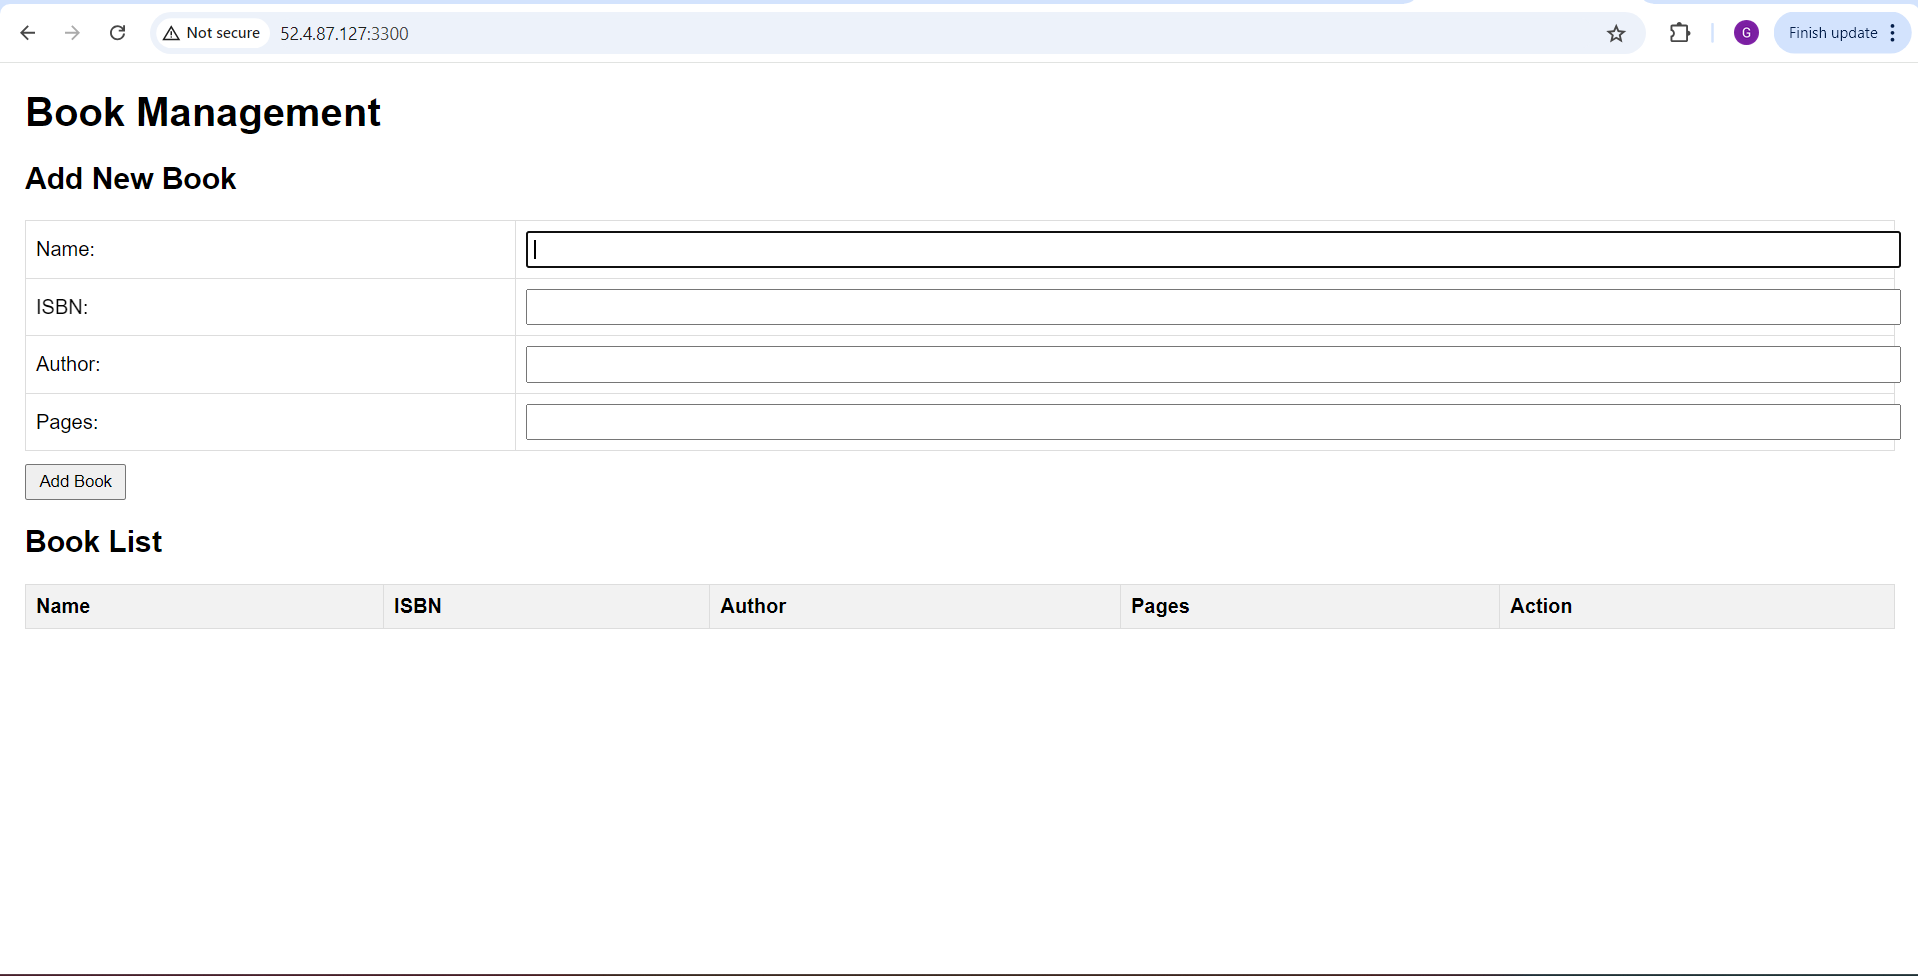 Not secure 52.4.87.127:3300 G Finish update
Book Management
Add New Book
Name:
ISBN:
Author:
Pages:
Add Book
Book List
Name ISBN Author Pages Action